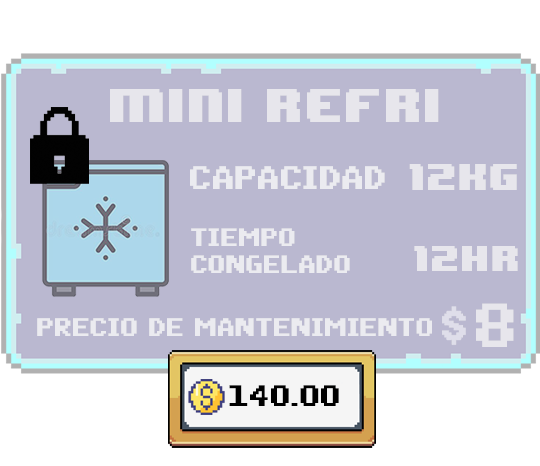 MINI REFRI
CAPACIDAD 12KG
TIEMPO
CONGELADO 12HR
PRECIO DE MANTENIMIENTO $8
$140.00